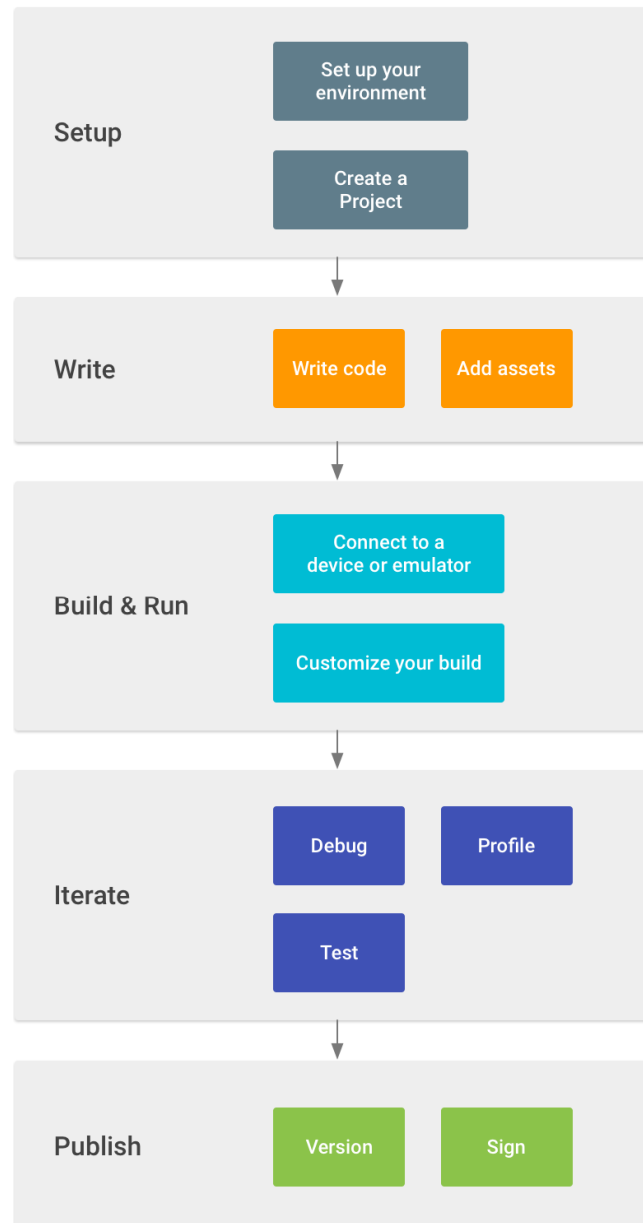 Setup
Set up your
environment
Create a
Project
Write
Write code
Add assets
Build & Run
Connect to a
device or emulator
Customize your build
Iterate
Debug
Profile
Test
Publish
Version
Sign